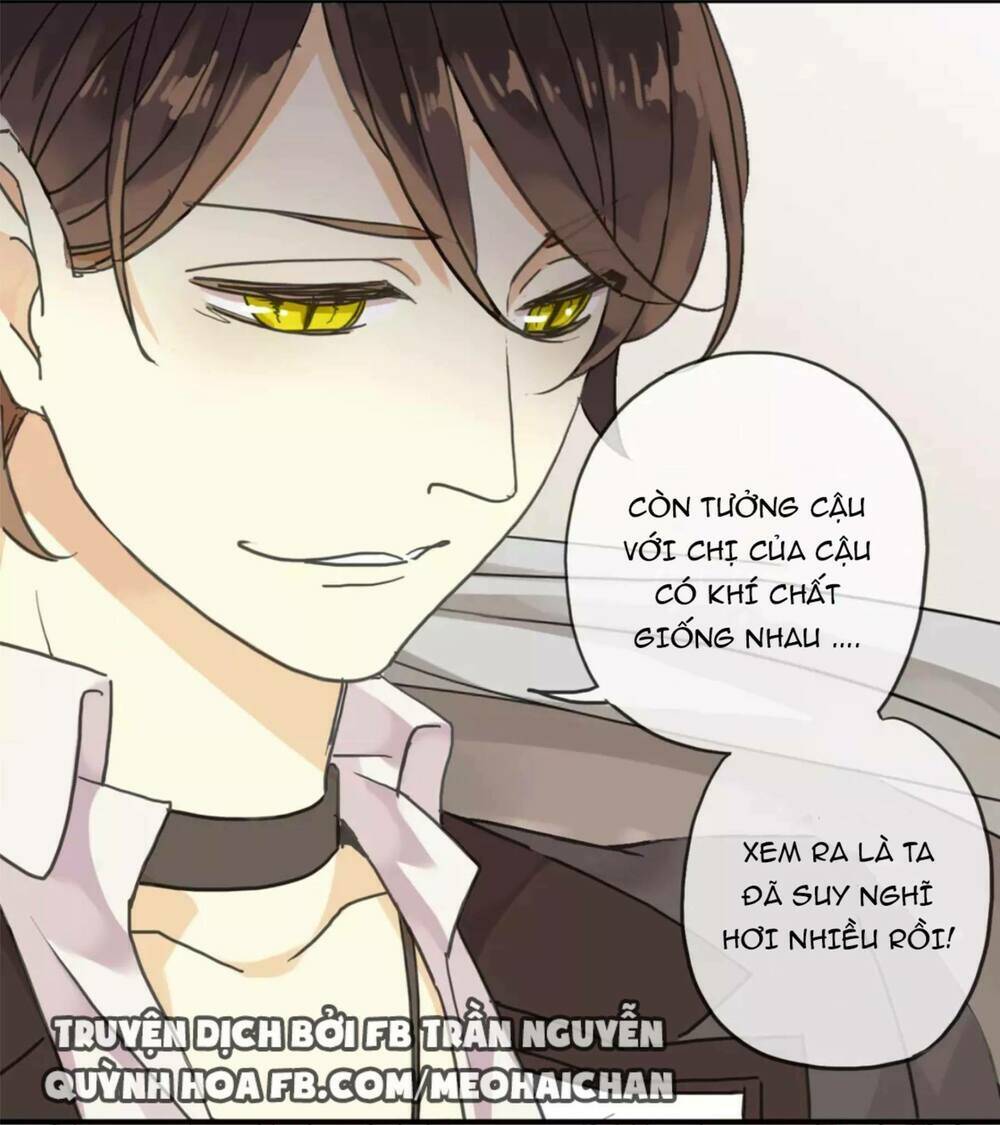 CÒN TƯỞNG CẬU
VỚI CHỊ CỦA CẬU
CÓ KHÍ CHẤT
GIỐNG NHAU ....
XEM RA LÀ TA
ĐÃ SUY NGHĨ
HƠI NHIỀU RỒI!
TRUYỆN DỊCH BỞI FB TRẦN NGUYỄN
QUỲNH HOA FB.COM/MEOHAICHAN